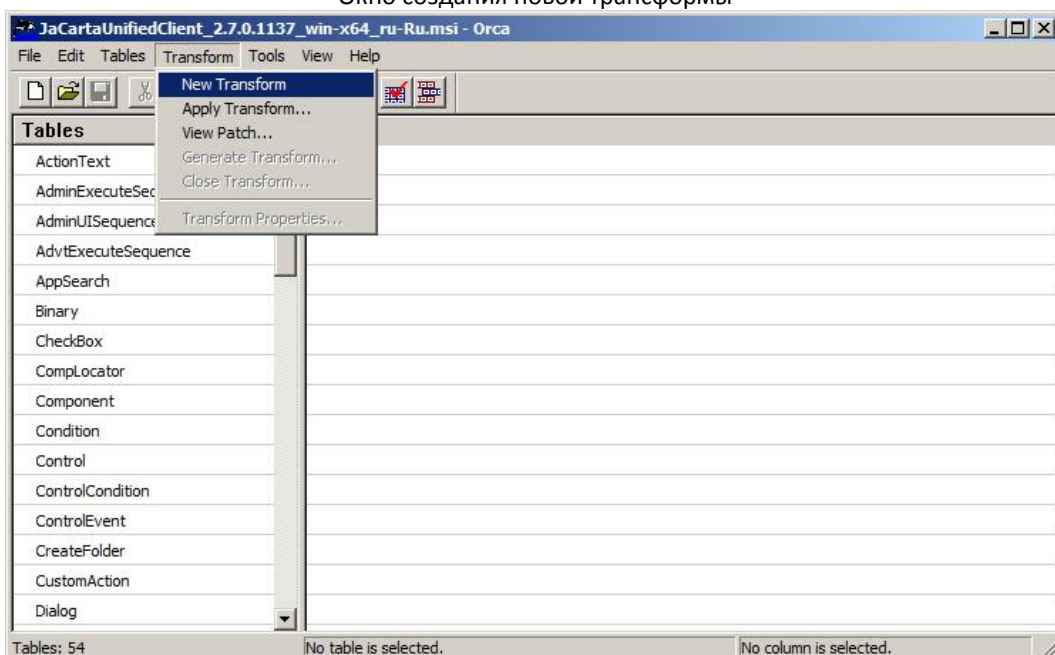 Окно создания новой трансформы
JaCartaUnifiedClient_2.7.0.1137_win-x64_ru-Ru.msi - Orca
File Edit Tables Transform Tools View Help
New Transform
Apply Transform...
View Patch...
Generate Transform...
Close Transform...
Transform Properties...
Tables
ActionText
AdminExecuteSec
AdminUISequence
AdvtExecuteSequence
AppSearch
Binary
CheckBox
CompLocator
Component
Condition
Control
ControlCondition
ControlEvent
CreateFolder
CustomAction
Dialog
Tables: 54 No table is selected. No column is selected.